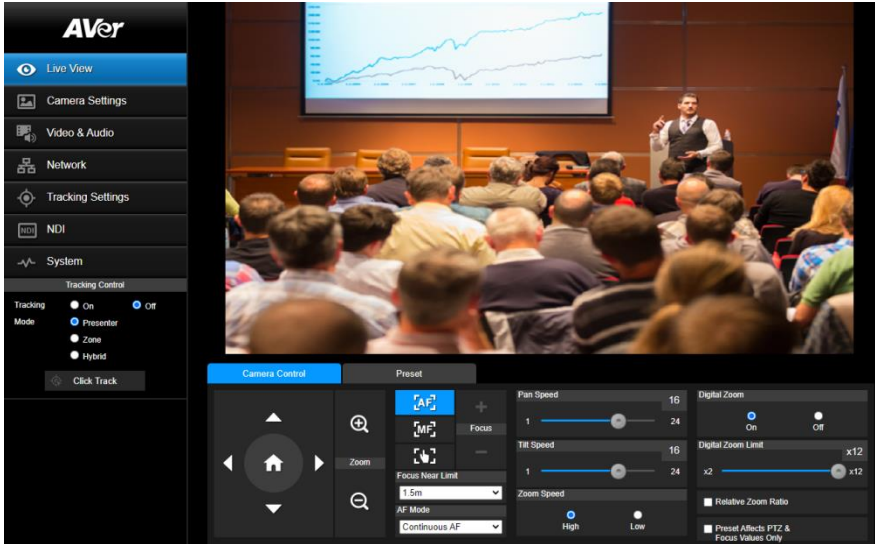 AVer
Live View
Camera Settings
Video & Audio
Network
Tracking Settings
NDI NDI
System
Tracking Control
Tracking On Off
Mode Presenter
Zone
Hybrid
Click Track
Camera Control Preset
AF
MF
+
Focus
−
Zoom
Focus Near Limit
1.5m
AF Mode
Continuous AF
Pan Speed 16
1 24
Tilt Speed 16
1 24
Zoom Speed
High Low
Digital Zoom
On Off
Digital Zoom Limit x12
x2 x12
Relative Zoom Ratio
Preset Affects PTZ &
Focus Values Only